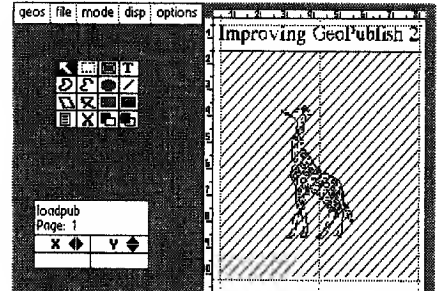 geos file mode disp options
Improving GeoPublish 2
T
loadpub
Page: 1
X Y